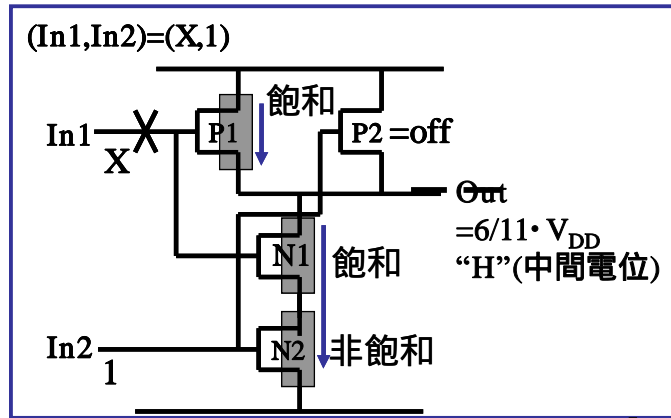 (In1,In2)=(X,1)
飽和
In1
P1
P2 =off
X
Out
=6/11・VDD
N1
飽和
“H”(中間電位)
In2
N2
非飽和
1